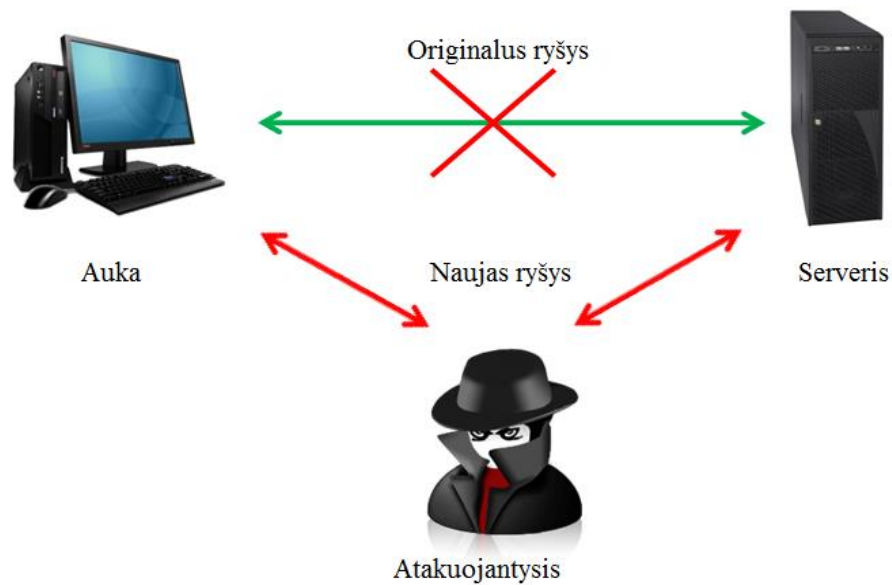 Originalus ryšys
Auka
Naujas ryšys
Serveris
Atakuojantysis